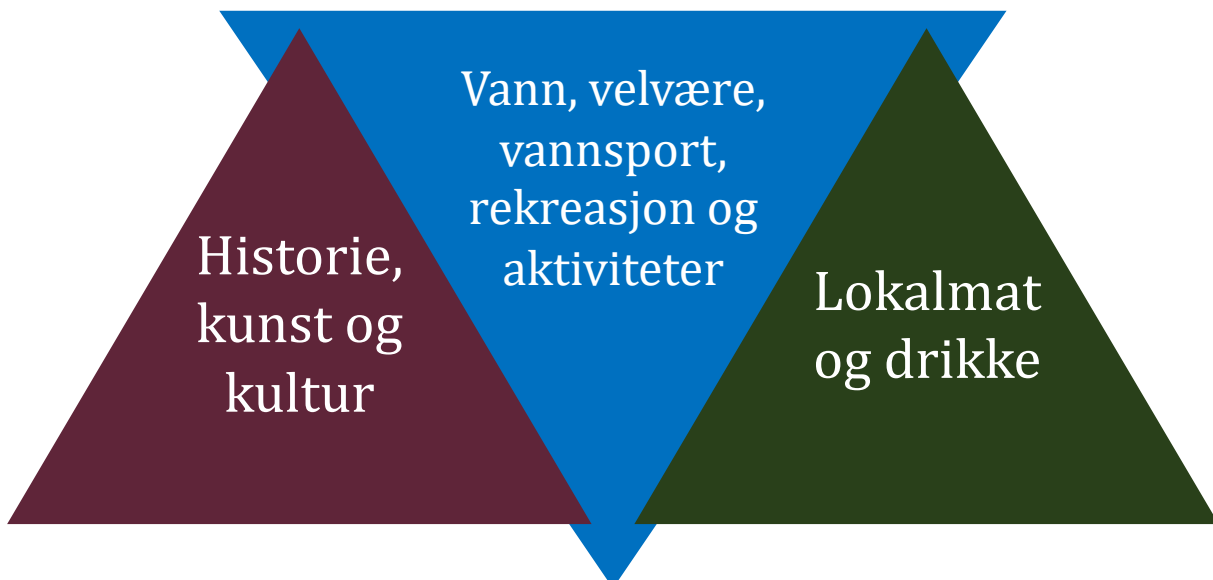 Historie,
kunst og
kultur
Vann, velvære,
vannsport,
rekreasjon og
aktiviteter
Lokalmat
og drikke